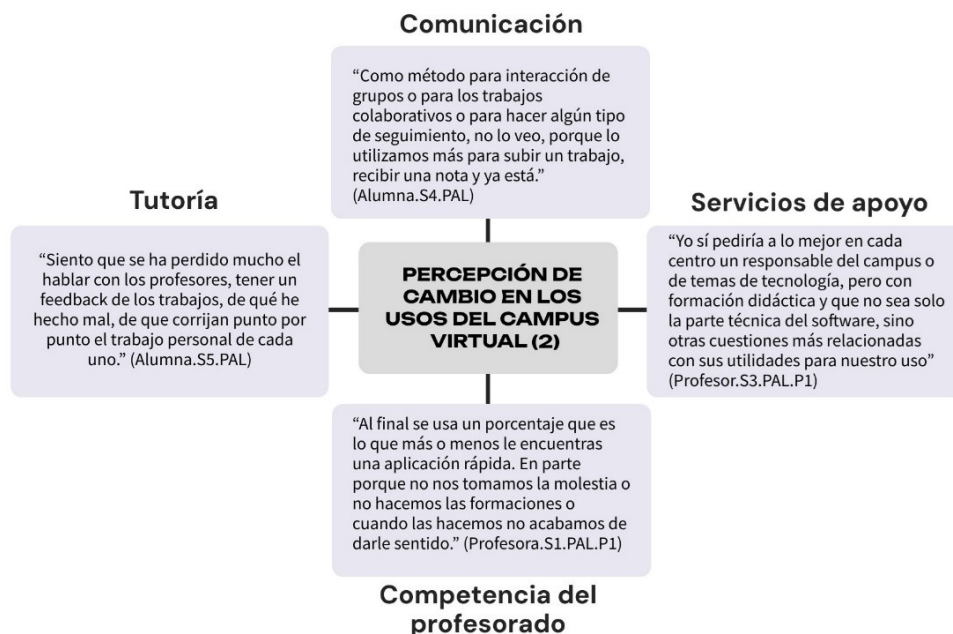 Comunicación
“Como método para interacción de
grupos o para los trabajos
colaborativos o para hacer algún tipo
de seguimiento, no lo veo, porque lo
utilizamos más para subir un trabajo,
recibir una nota y ya está.”
(Alumna.S4.PAL)
Tutoría
“Siento que se ha perdido mucho el
hablar con los profesores, tener un
feedback de los trabajos, de qué he
hecho mal, de que corrijan punto por
punto el trabajo personal de cada
uno.” (Alumna.S5.PAL)
PERCEPCIÓN DE
CAMBIO EN LOS
USOS DEL CAMPUS
VIRTUAL (2)
Servicios de apoyo
“Yo sí pediría a lo mejor en cada
centro un responsable del campus o
de temas de tecnología, pero con
formación didáctica y que no sea solo
la parte técnica del software, sino
otras cuestiones más relacionadas
con sus utilidades para nuestro uso”
(Profesor.S3.PAL.P1)
“Al final se usa un porcentaje que es
lo que más o menos le encuentras
una aplicación rápida. En parte
porque no nos tomamos la molestia o
no hacemos las formaciones o
cuando las hacemos no acabamos de
darle sentido.” (Profesora.S1.PAL.P1)
Competencia del
profesorado